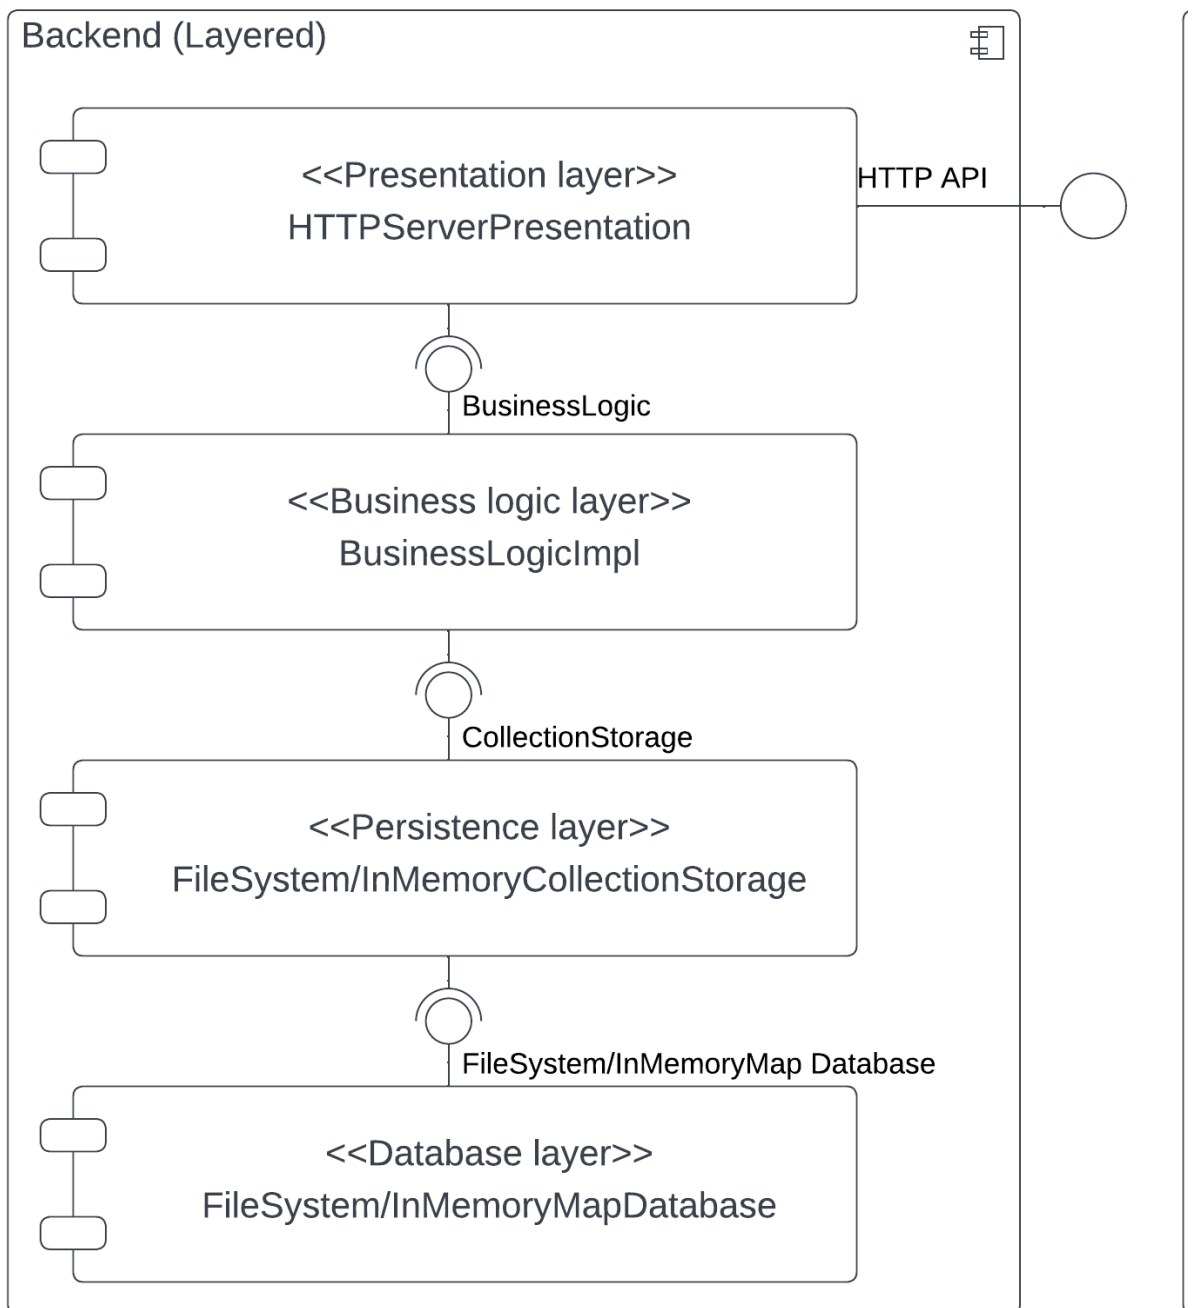 Backend (Layered)
<<Presentation layer>>
HTTPServerPresentation
HTTP API
BusinessLogic
<<Business logic layer>>
BusinessLogicImpl
CollectionStorage
<<Persistence layer>>
FileSystem/InMemoryCollectionStorage
FileSystem/InMemoryMap Database
<<Database layer>>
FileSystem/InMemoryMapDatabase